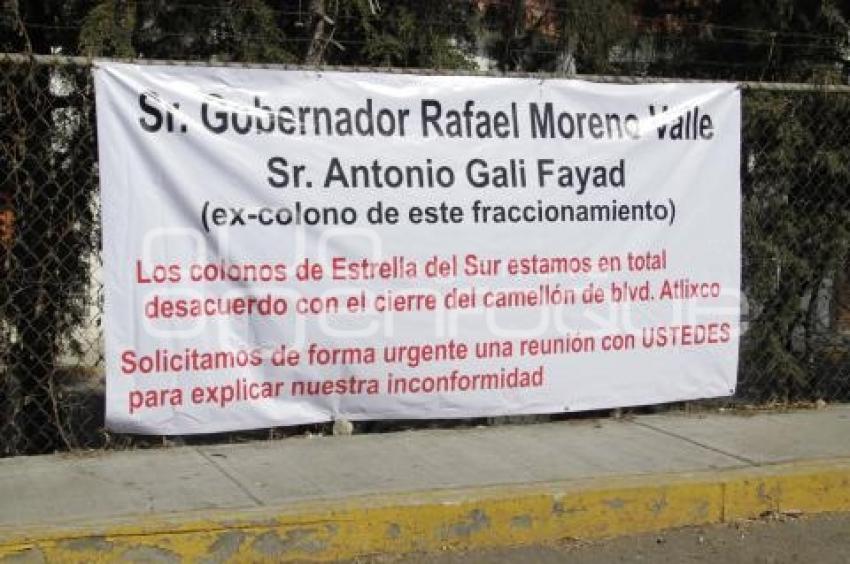 Sr. Gobernador Rafael Moreno Valle
Sr. Antonio Gali Fayad
(ex-colono de este fraccionamiento)
Los colonos de Estrella del Sur estamos en total
desacuerdo con el cierre del camellón de blvd. Atlixco
Solicitamos de forma urgente una reunión con USTEDES
para explicar nuestra inconformidad